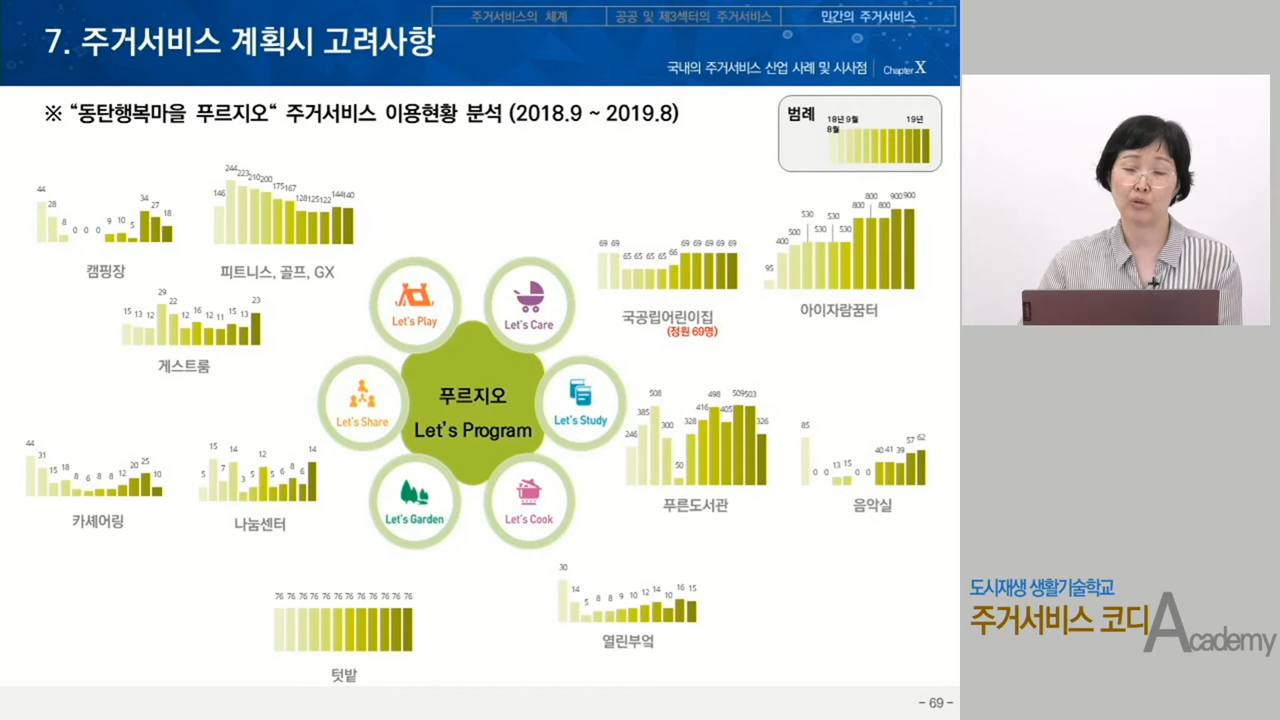 주거서비스의 체계
공공 및 제3섹터의 주거서비스
민간의 주거서비스
7. 주거서비스 계획시 고려사항
국내의 주거서비스 산업 사례 및 시사점
Chapter X
※ “동탄행복마을 푸르지오“ 주거서비스 이용현황 분석 (2018.9 ~ 2019.8)
범례
18년 9월
19년
8월
44 28 8 0 0 0 9 10 5 34 27 18
캠핑장
146 244 223 210 200 175 167 128 125 122 144 140
피트니스, 골프, GX
15 13 12 29 22 12 16 12 11 15 13 23
게스트룸
69 69 65 65 65 65 66 69 69 69 69 69
국공립어린이집
(정원 69명)
95 400 500 530 530 530 530 800 800 800 900 900
아이자람꿈터
Let's Play
Let's Care
Let's Share
푸르지오
Let's Program
Let's Study
Let's Garden
Let's Cook
44 31 15 18 8 6 8 8 12 20 25 10
카셰어링
5 15 7 14 3 5 12 5 6 8 6 14
나눔센터
246 385 508 300 50 328 416 498 405 509 503 326
푸른도서관
85 0 0 13 15 0 0 40 41 39 57 62
음악실
76 76 76 76 76 76 76 76 76 76 76 76
텃밭
30 14 5 8 8 9 10 12 14 10 16 15
열린부엌
- 69 -
도시재생 생활기술학교
주거서비스 코디 Academy